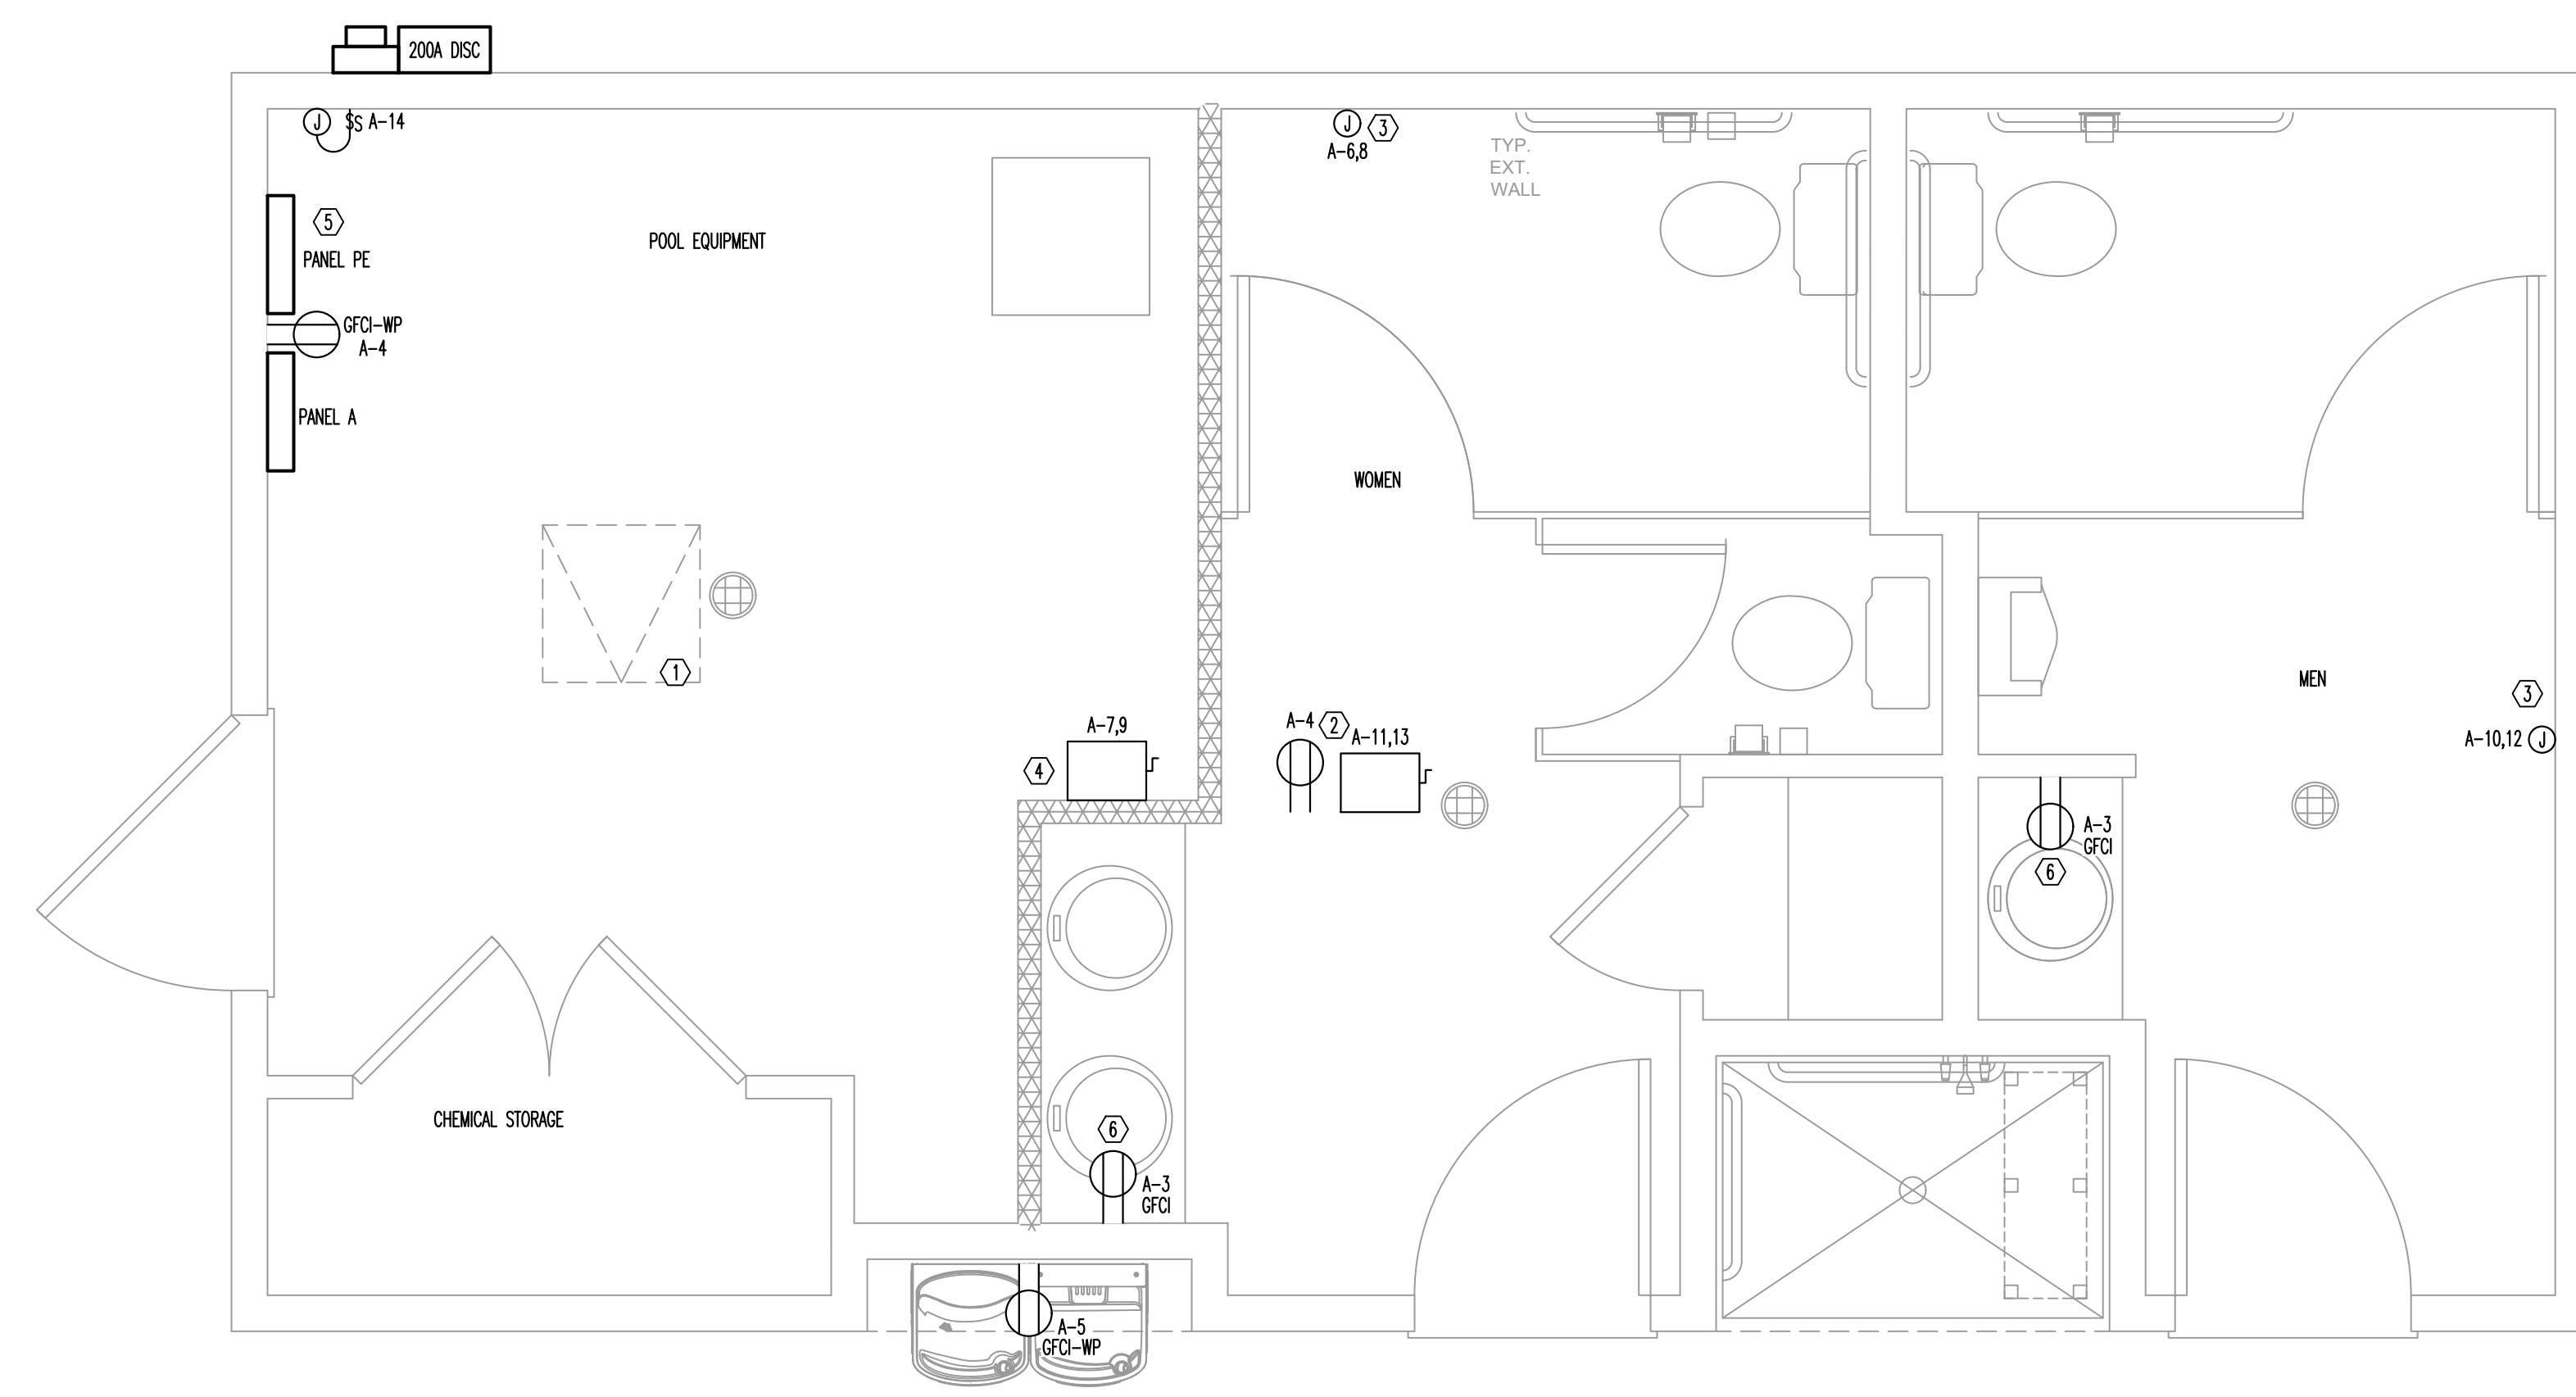 200A DISC
J
$S A-14
J
3
A-6,8
TYP.
EXT.
WALL
5
PANEL PE
POOL EQUIPMENT
GFCI-WP
A-4
PANEL A
WOMEN
1
MEN
3
A-10,12
J
A-7,9
4
A-4
2
A-11,13
A-3
GFCI
6
CHEMICAL STORAGE
6
A-3
GFCI
A-5
GFCI-WP